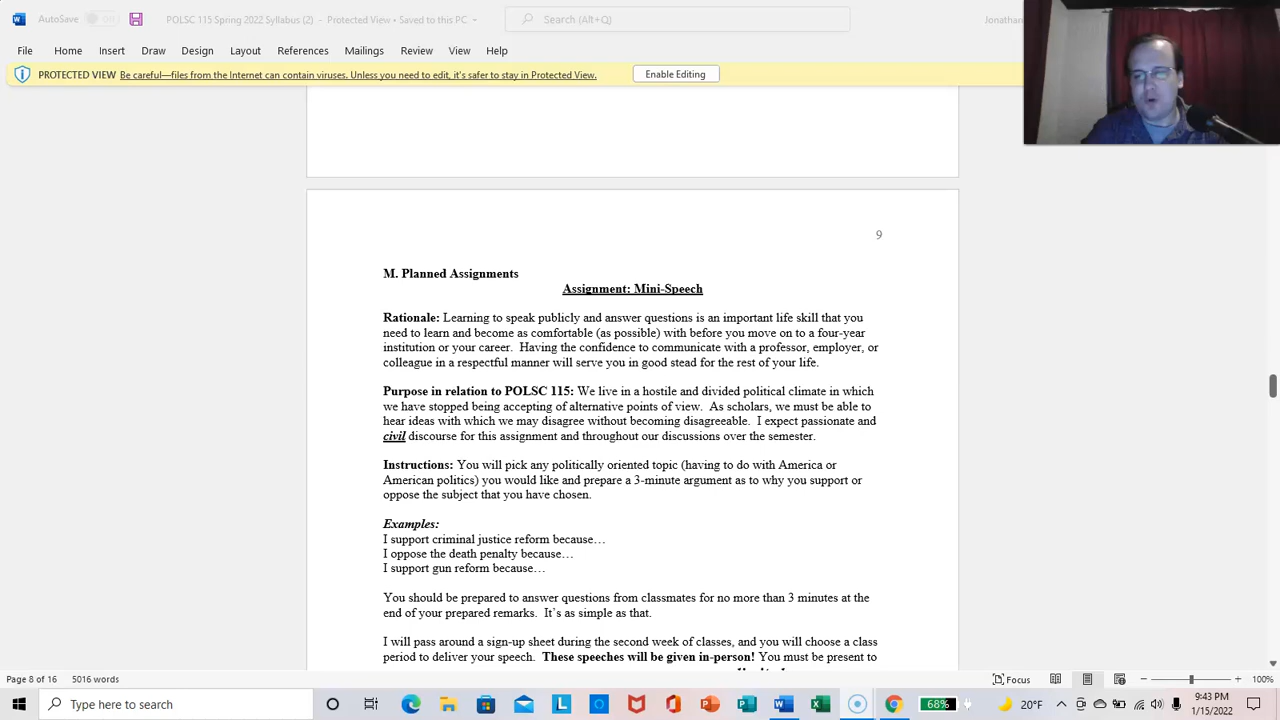 AutoSave Off POLSC 115 Spring 2022 Syllabus (2) - Protected View • Saved to this PC Search (Alt+Q) Jonathan
File Home Insert Draw Design Layout References Mailings Review View Help
PROTECTED VIEW Be careful—files from the Internet can contain viruses. Unless you need to edit, it's safer to stay in Protected View. Enable Editing
9
M. Planned Assignments
Assignment: Mini-Speech
Rationale: Learning to speak publicly and answer questions is an important life skill that you
need to learn and become as comfortable (as possible) with before you move on to a four-year
institution or your career. Having the confidence to communicate with a professor, employer, or
colleague in a respectful manner will serve you in good stead for the rest of your life.
Purpose in relation to POLSC 115: We live in a hostile and divided political climate in which
we have stopped being accepting of alternative points of view. As scholars, we must be able to
hear ideas with which we may disagree without becoming disagreeable. I expect passionate and
civil discourse for this assignment and throughout our discussions over the semester.
Instructions: You will pick any politically oriented topic (having to do with America or
American politics) you would like and prepare a 3-minute argument as to why you support or
oppose the subject that you have chosen.
Examples:
I support criminal justice reform because…
I oppose the death penalty because…
I support gun reform because…
You should be prepared to answer questions from classmates for no more than 3 minutes at the
end of your prepared remarks. It's as simple as that.
I will pass around a sign-up sheet during the second week of classes, and you will choose a class
period to deliver your speech. These speeches will be given in-person! You must be present to
Page 8 of 16 5016 words Focus 100%
Type here to search 68% 20°F 9:43 PM
1/15/2022